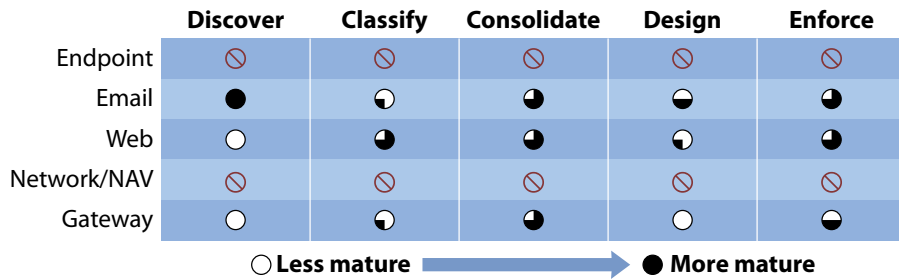 Discover Classify Consolidate Design Enforce
Endpoint
Email
Web
Network/NAV
Gateway
Less mature More mature